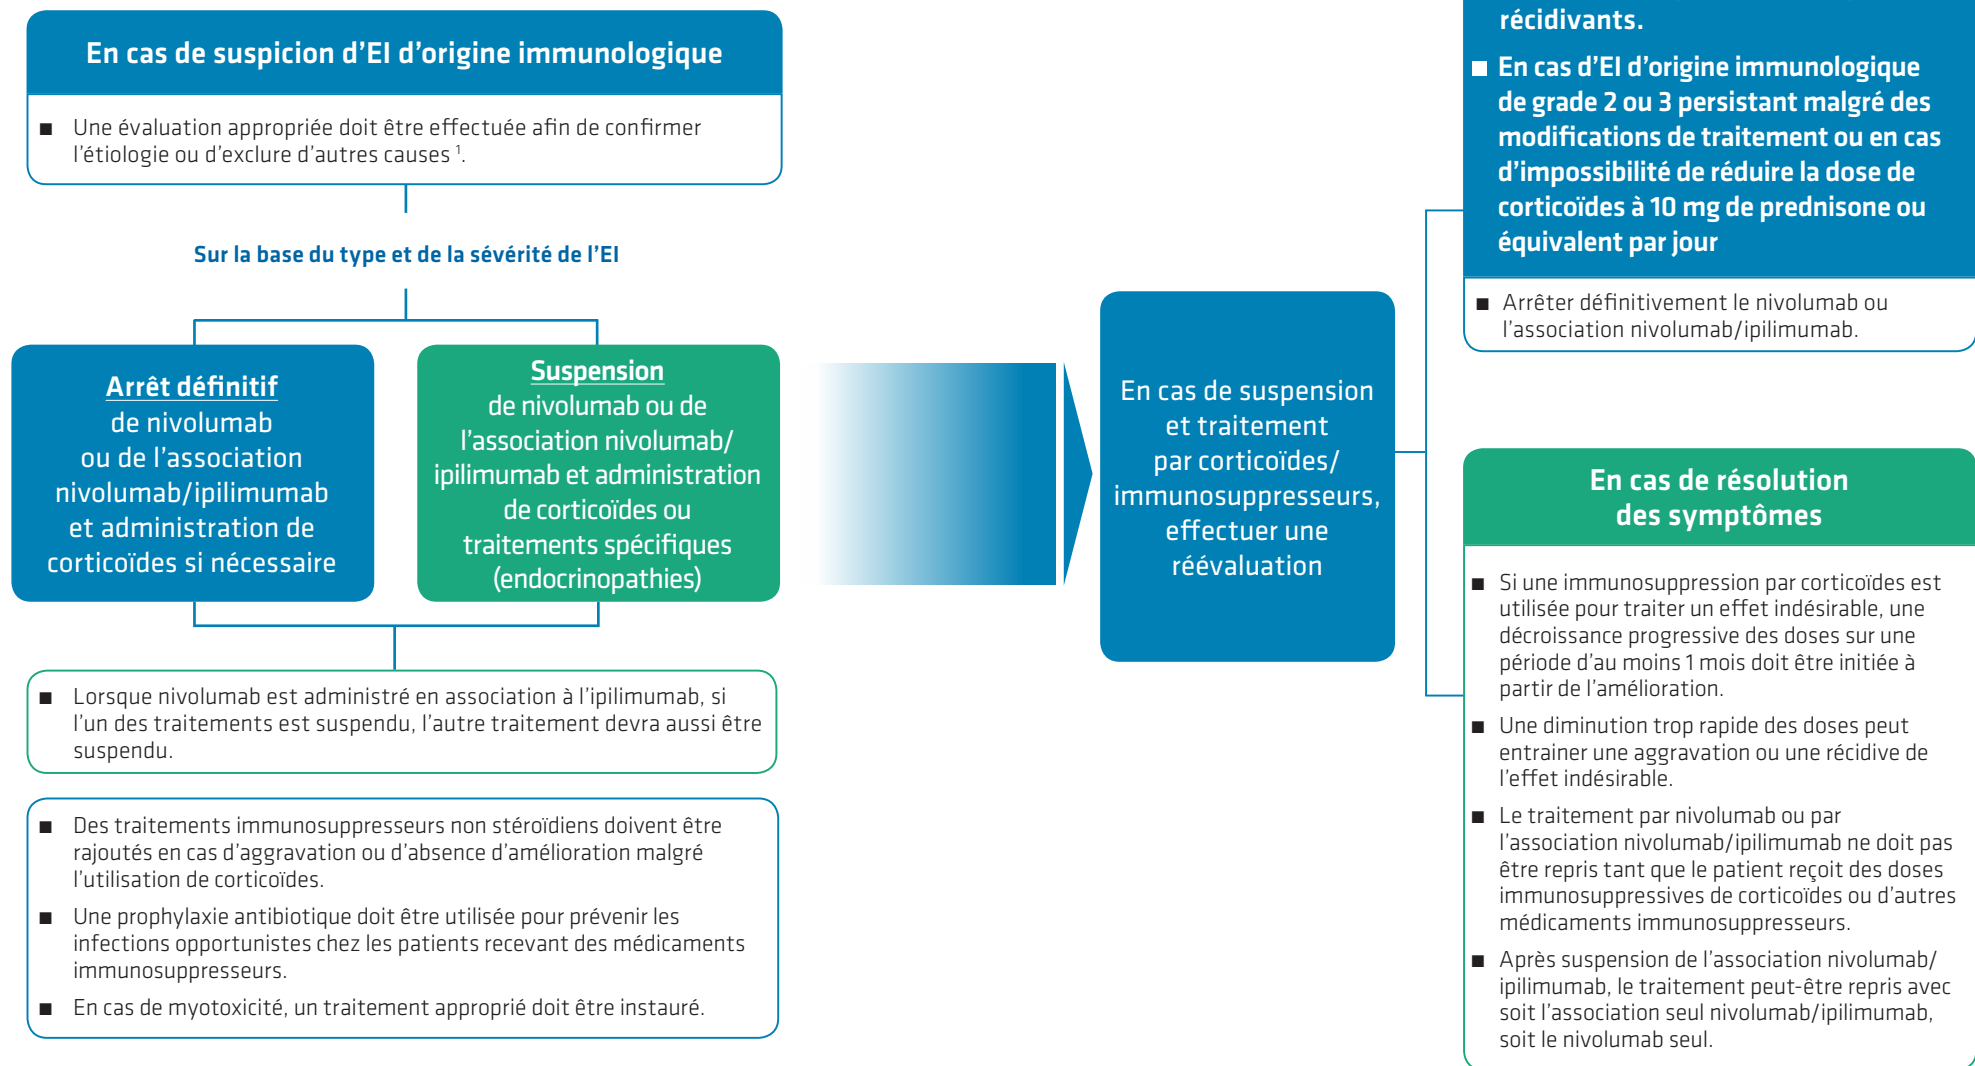 En cas de suspicion d’EI d’origine immunologique
■ Une évaluation appropriée doit être effectuée afin de confirmer
l’étiologie ou d’exclure d’autres causes ¹.
Sur la base du type et de la sévérité de l’EI
Arrêt définitif
de nivolumab
ou de l’association
nivolumab/ipilimumab
et administration de
corticoïdes si nécessaire
Suspension
de nivolumab ou de
l’association nivolumab/
ipilimumab et administration
de corticoïdes ou
traitements spécifiques
(endocrinopathies)
■ Lorsque nivolumab est administré en association à l’ipilimumab, si
l’un des traitements est suspendu, l’autre traitement devra aussi être
suspendu.
■ Des traitements immunosuppresseurs non stéroïdiens doivent être
rajoutés en cas d’aggravation ou d’absence d’amélioration malgré
l’utilisation de corticoïdes.
■ Une prophylaxie antibiotique doit être utilisée pour prévenir les
infections opportunistes chez les patients recevant des médicaments
immunosuppresseurs.
■ En cas de myotoxicité, un traitement approprié doit être instauré.
En cas de suspension
et traitement
par corticoïdes/
immunosuppresseurs,
effectuer une
réévaluation
récidivants.
■ En cas d’EI d’origine immunologique
de grade 2 ou 3 persistant malgré des
modifications de traitement ou en cas
d’impossibilité de réduire la dose de
corticoïdes à 10 mg de prednisone ou
équivalent par jour
■ Arrêter définitivement le nivolumab ou
l’association nivolumab/ipilimumab.
En cas de résolution
des symptômes
■ Si une immunosuppression par corticoïdes est
utilisée pour traiter un effet indésirable, une
décroissance progressive des doses sur une
période d’au moins 1 mois doit être initiée à
partir de l’amélioration.
■ Une diminution trop rapide des doses peut
entrainer une aggravation ou une récidive de
l’effet indésirable.
■ Le traitement par nivolumab ou par
l’association nivolumab/ipilimumab ne doit pas
être repris tant que le patient reçoit des doses
immunosuppressives de corticoïdes ou d’autres
médicaments immunosuppresseurs.
■ Après suspension de l’association nivolumab/
ipilimumab, le traitement peut-être repris avec
soit l’association seul nivolumab/ipilimumab,
soit le nivolumab seul.